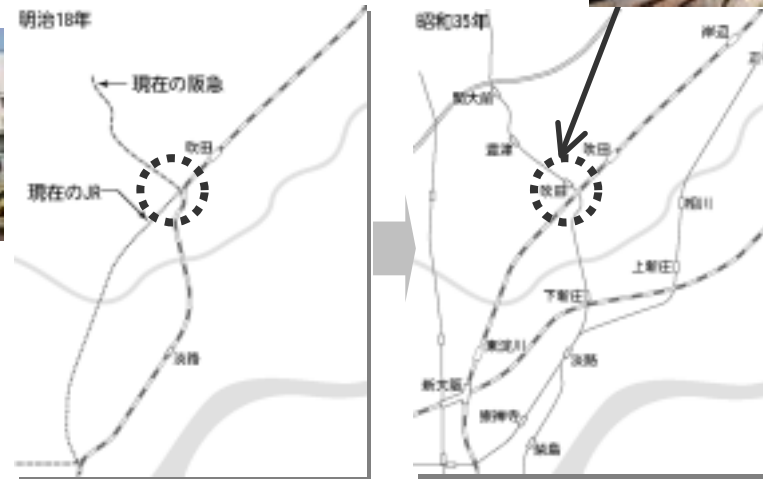 明治18年
現在の阪急
吹田
現在のJR
淡路
昭和35年
岸辺
関大前
豊津
吹田
吹田
相川
上新庄
下新庄
東淀川
淡路
新大阪
崇禅寺
柴島